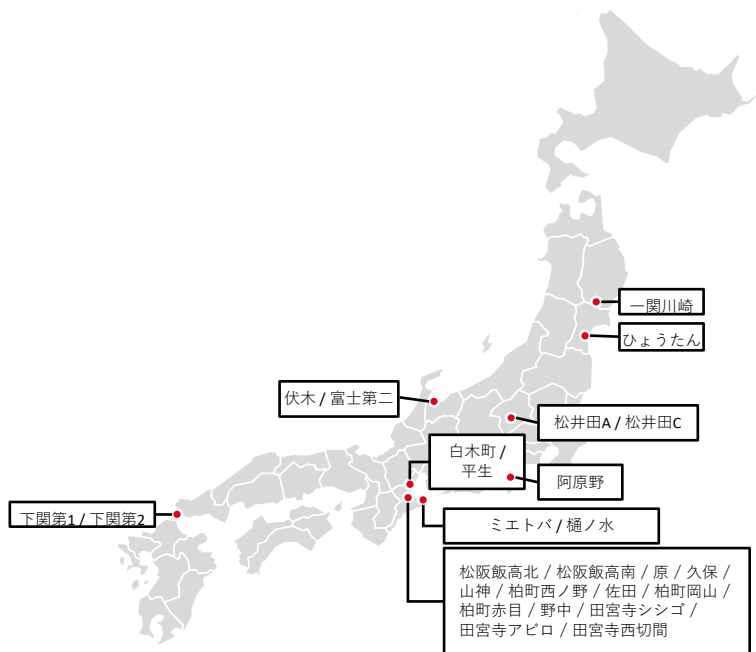 一関川崎
ひょうたん
伏木 / 富士第二
松井田A / 松井田C
白木町 /
平生
阿原野
下関第1 / 下関第2
ミエトバ / 樋ノ水
松阪飯高北 / 松阪飯高南 / 原 / 久保 /
山神 / 柏町西ノ野 / 佐田 / 柏町岡山 /
柏町赤目 / 野中 / 田宮寺シシゴ /
田宮寺アビロ / 田宮寺西切間